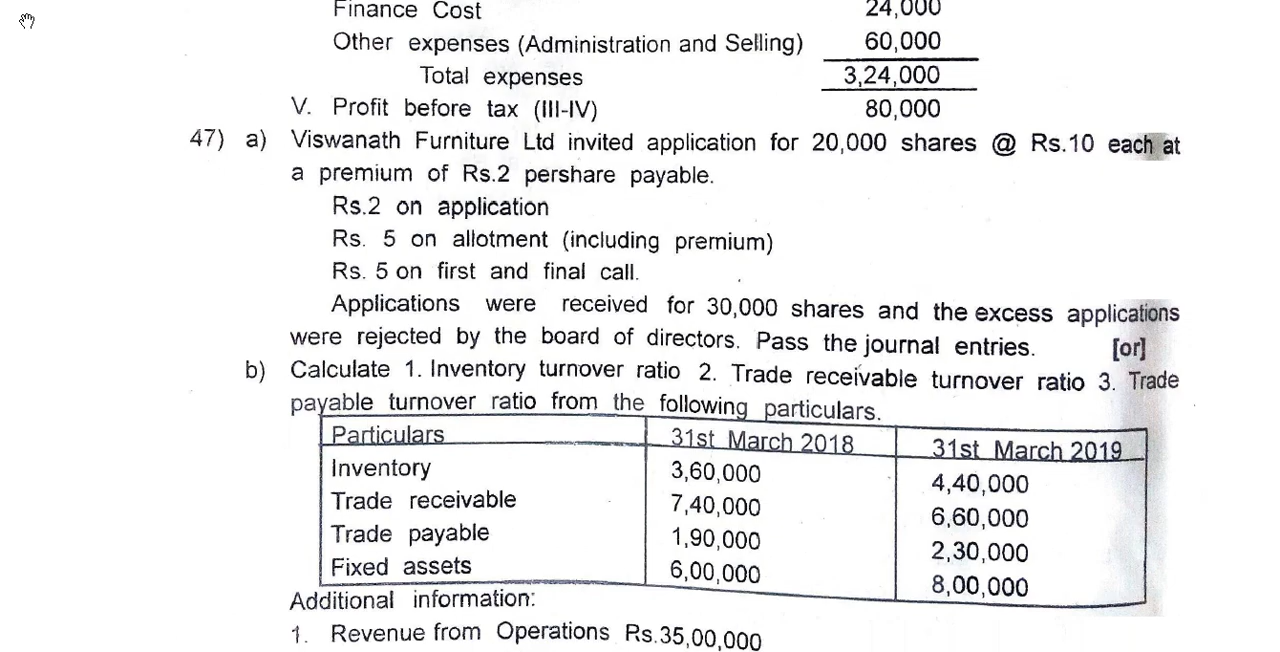 Finance Cost 24,000
Other expenses (Administration and Selling) 60,000
Total expenses 3,24,000
V. Profit before tax (III-IV) 80,000
47) a) Viswanath Furniture Ltd invited application for 20,000 shares @ Rs.10 each at
a premium of Rs.2 pershare payable.
Rs.2 on application
Rs. 5 on allotment (including premium)
Rs. 5 on first and final call.
Applications were received for 30,000 shares and the excess applications
were rejected by the board of directors. Pass the journal entries. [or]
b) Calculate 1. Inventory turnover ratio 2. Trade receivable turnover ratio 3. Trade
payable turnover ratio from the following particulars.
Particulars 31st March 2018 31st March 2019
Inventory 3,60,000 4,40,000
Trade receivable 7,40,000 6,60,000
Trade payable 1,90,000 2,30,000
Fixed assets 6,00,000 8,00,000
Additional information:
1. Revenue from Operations Rs.35,00,000